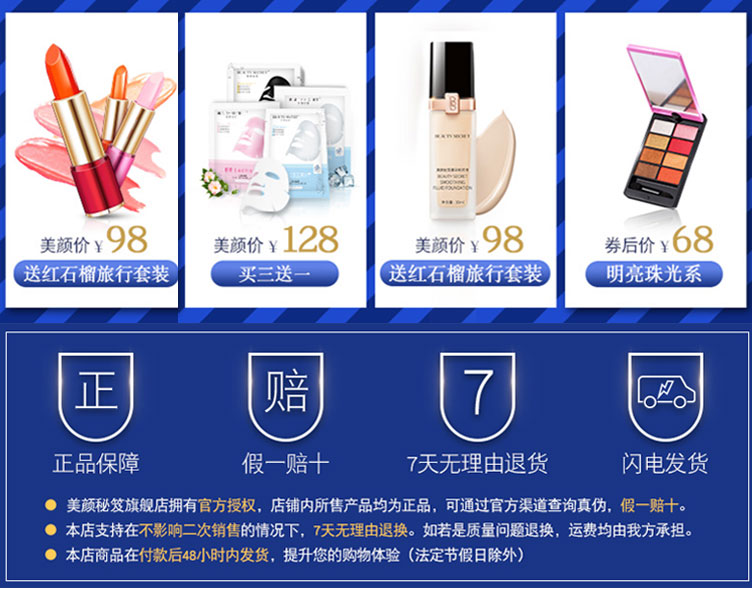 BEAUTY SECRET
BEAUTY SECRET
BEAUTY SECRET
SMOOTHING
FLUID FOUNDATION
美颜价 ¥ 98
送红石榴旅行套装
美颜价 ¥ 128
买三送一
美颜价 ¥ 98
送红石榴旅行套装
券后价 ¥ 68
明亮珠光系
正
赔
7
正品保障
假一赔十
7天无理由退货
闪电发货
美颜秘笈旗舰店拥有官方授权,店铺内所售产品均为正品,可通过官方渠道查询真伪,假一赔十。
本店支持在不影响二次销售的情况下,7天无理由退换。如若是质量问题退换,运费均由我方承担。
本店商品在付款后48小时内发货,提升您的购物体验(法定节假日除外)